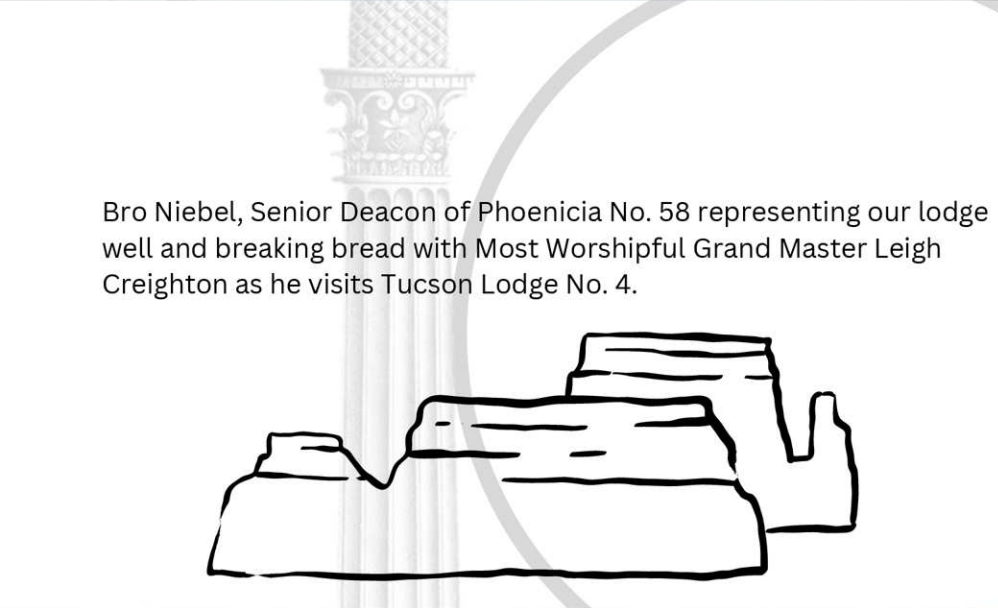 Bro Niebel, Senior Deacon of Phoenicia No. 58 representing our lodge
well and breaking bread with Most Worshipful Grand Master Leigh
Creighton as he visits Tucson Lodge No. 4.